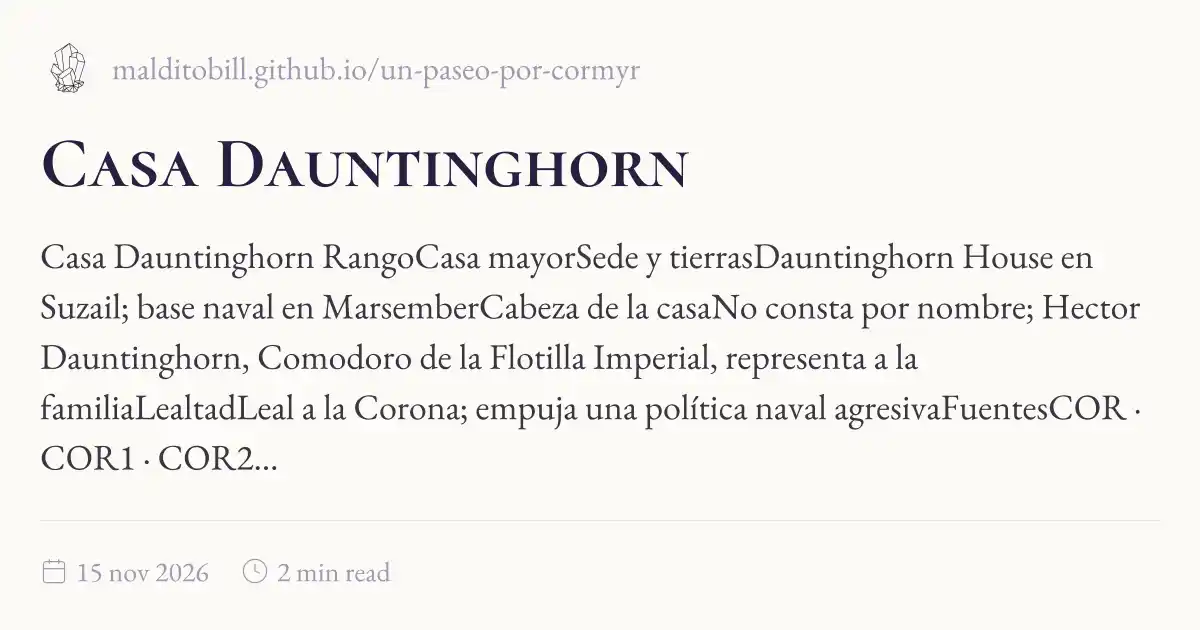 malditobill.github.io/un-paseo-por-cormyr
Casa Dauntinghorn
Casa Dauntinghorn RangoCasa mayorSede y tierrasDauntinghorn House en
Suzail; base naval en MarsemberCabeza de la casaNo consta por nombre; Hector
Dauntinghorn, Comodoro de la Flotilla Imperial, representa a la
familiaLealtadLeal a la Corona; empuja una política naval agresivaFuentesCOR ·
COR1 · COR2...
15 nov 2026 2 min read